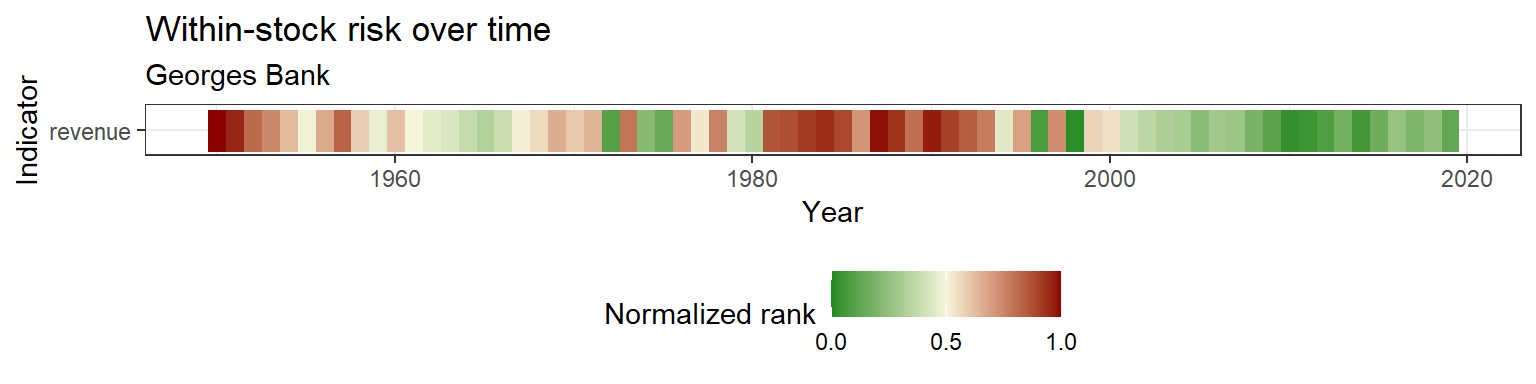 Within-stock risk over time
Georges Bank
Indicator
revenue
1960 1980 2000 2020
Year
Normalized rank
0.0 0.5 1.0